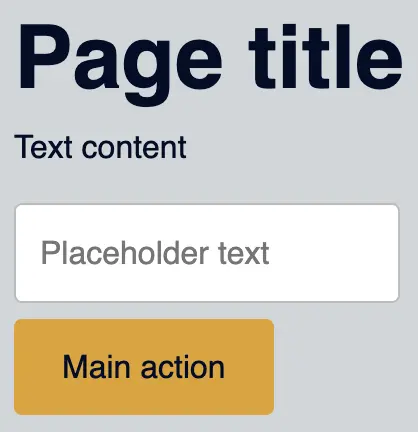 Page title
Text content
Placeholder text
Main action